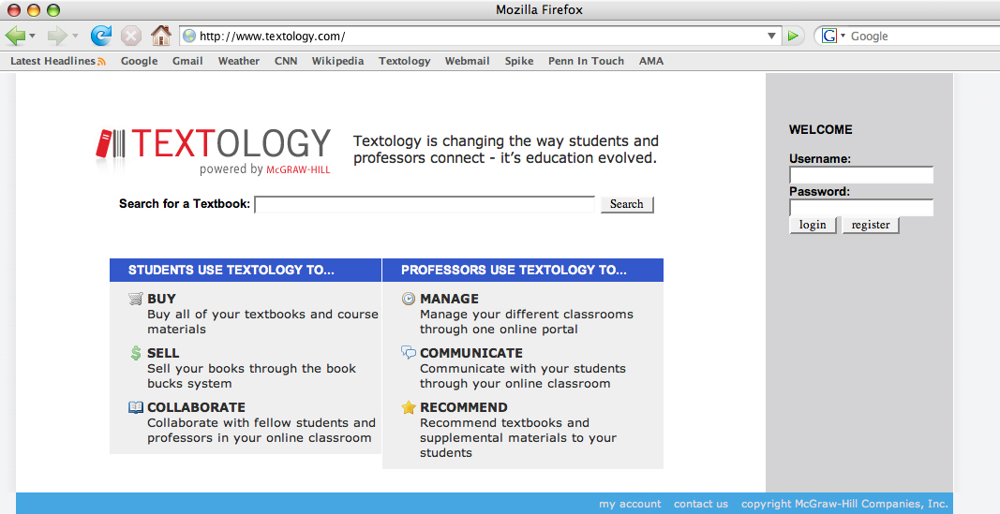 Mozilla Firefox
http://www.textology.com/
G Google
Latest Headlines Google Gmail Weather CNN Wikipedia Textology Webmail Spike Penn In Touch AMA
TEXTOLOGY
powered by McGRAW-HILL
Textology is changing the way students and
professors connect - it's education evolved.
Search for a Textbook: Search
WELCOME
Username:
Password:
login register
STUDENTS USE TEXTOLOGY TO...
BUY
Buy all of your textbooks and course
materials
$ SELL
Sell your books through the book
bucks system
COLLABORATE
Collaborate with fellow students and
professors in your online classroom
PROFESSORS USE TEXTOLOGY TO...
MANAGE
Manage your different classrooms
through one online portal
COMMUNICATE
Communicate with your students
through your online classroom
RECOMMEND
Recommend textbooks and
supplemental materials to your
students
my account contact us copyright McGraw-Hill Companies, Inc.